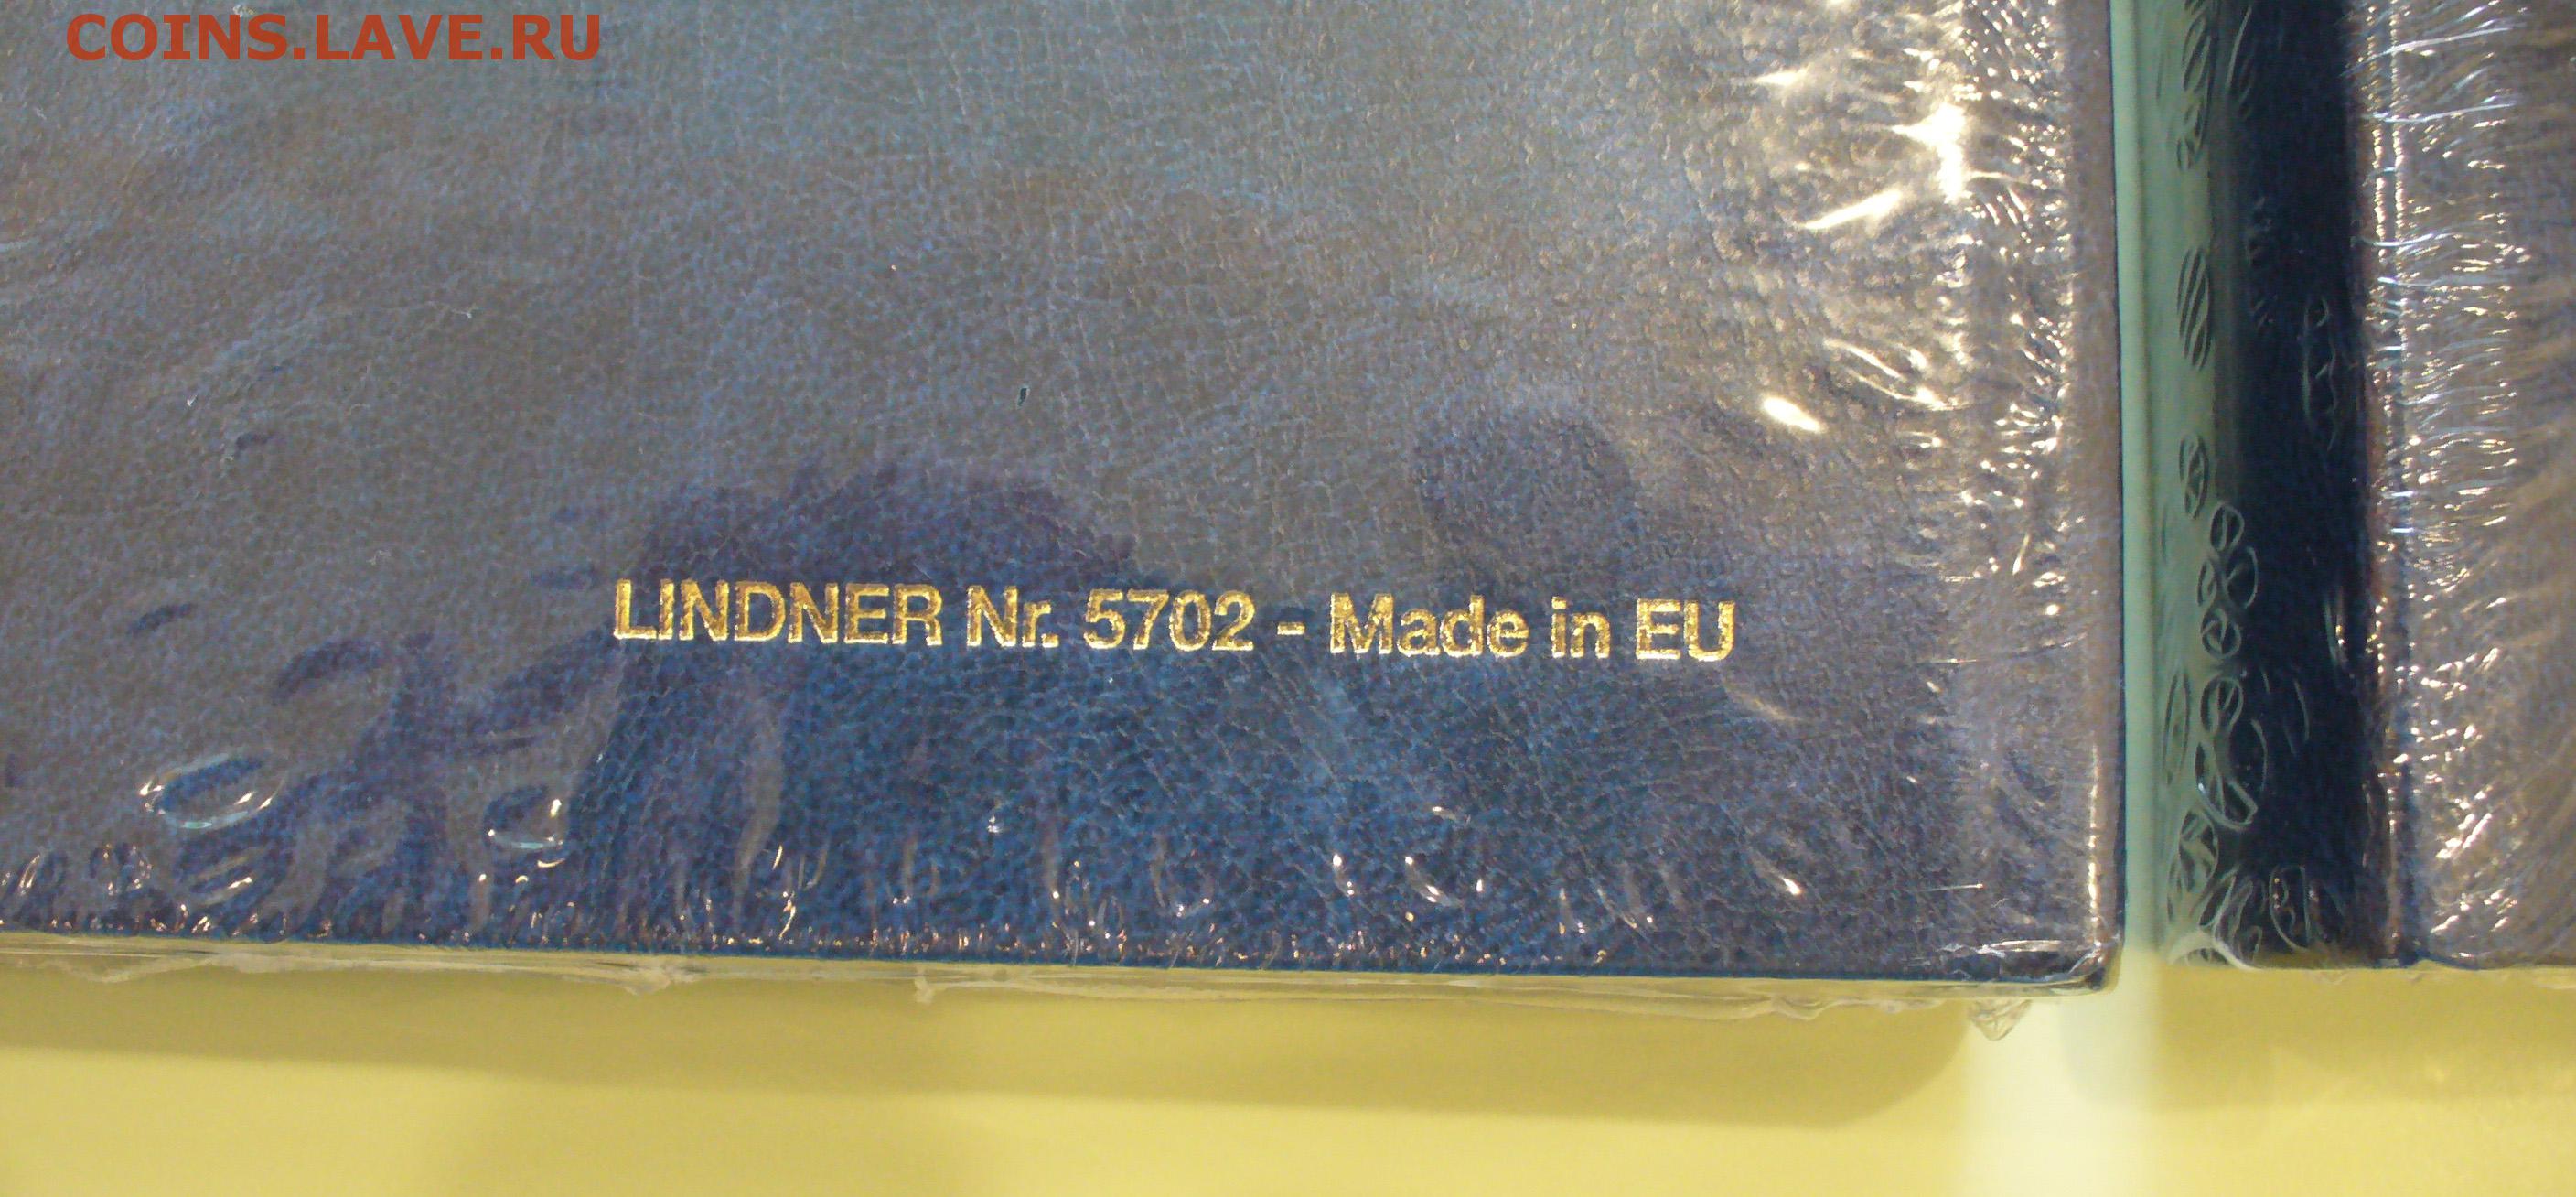 COINS.LAVE.RU
LINDNER Nr. 5702 - Made in EU